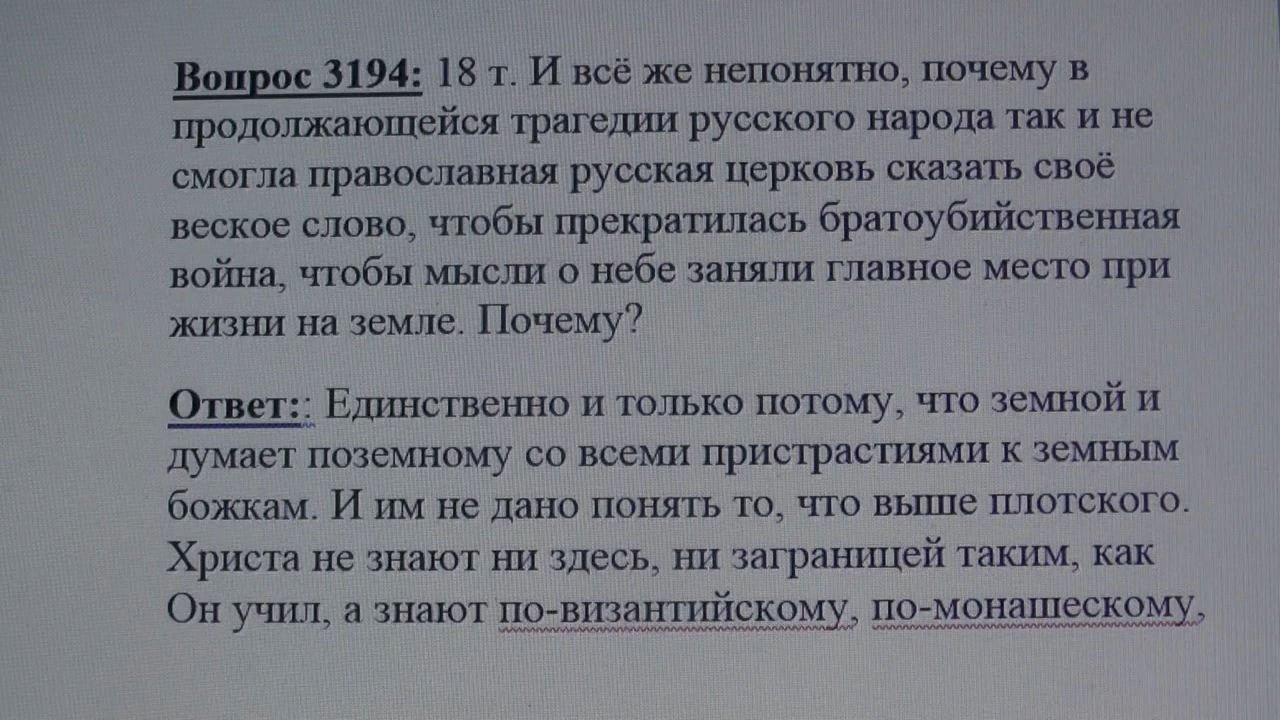 Вопрос 3194: 18 т. И всё же непонятно, почему в
продолжающейся трагедии русского народа так и не
смогла православная русская церковь сказать своё
веское слово, чтобы прекратилась братоубийственная
война, чтобы мысли о небе заняли главное место при
жизни на земле. Почему?
Ответ:: Единственно и только потому, что земной и
думает поземному со всеми пристрастиями к земным
божкам. И им не дано понять то, что выше плотского.
Христа не знают ни здесь, ни заграницей таким, как
Он учил, а знают по-византийскому, по-монашескому,